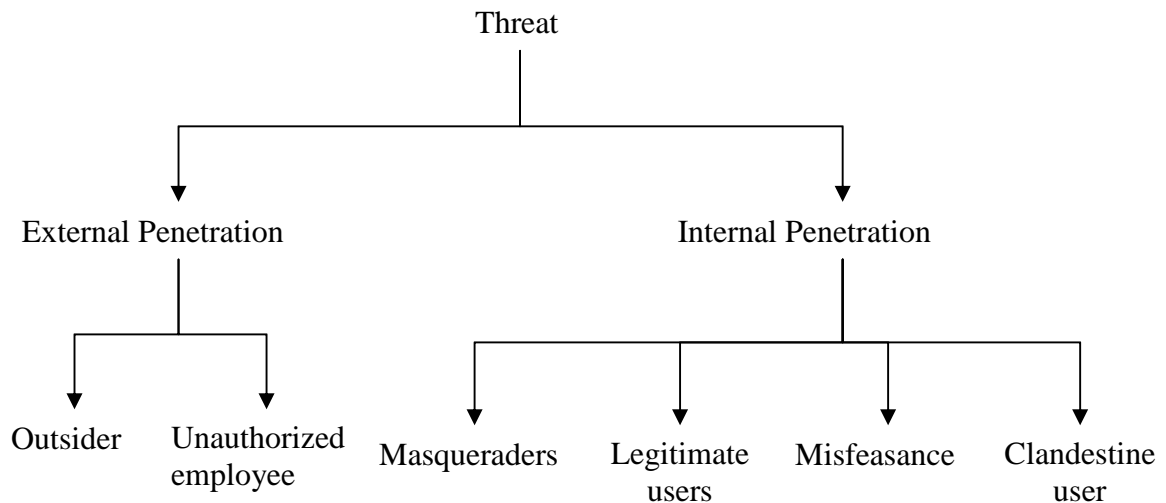 Threat
External Penetration
Internal Penetration
Outsider
Unauthorized
employee
Masqueraders
Legitimate
users
Misfeasance
Clandestine
user